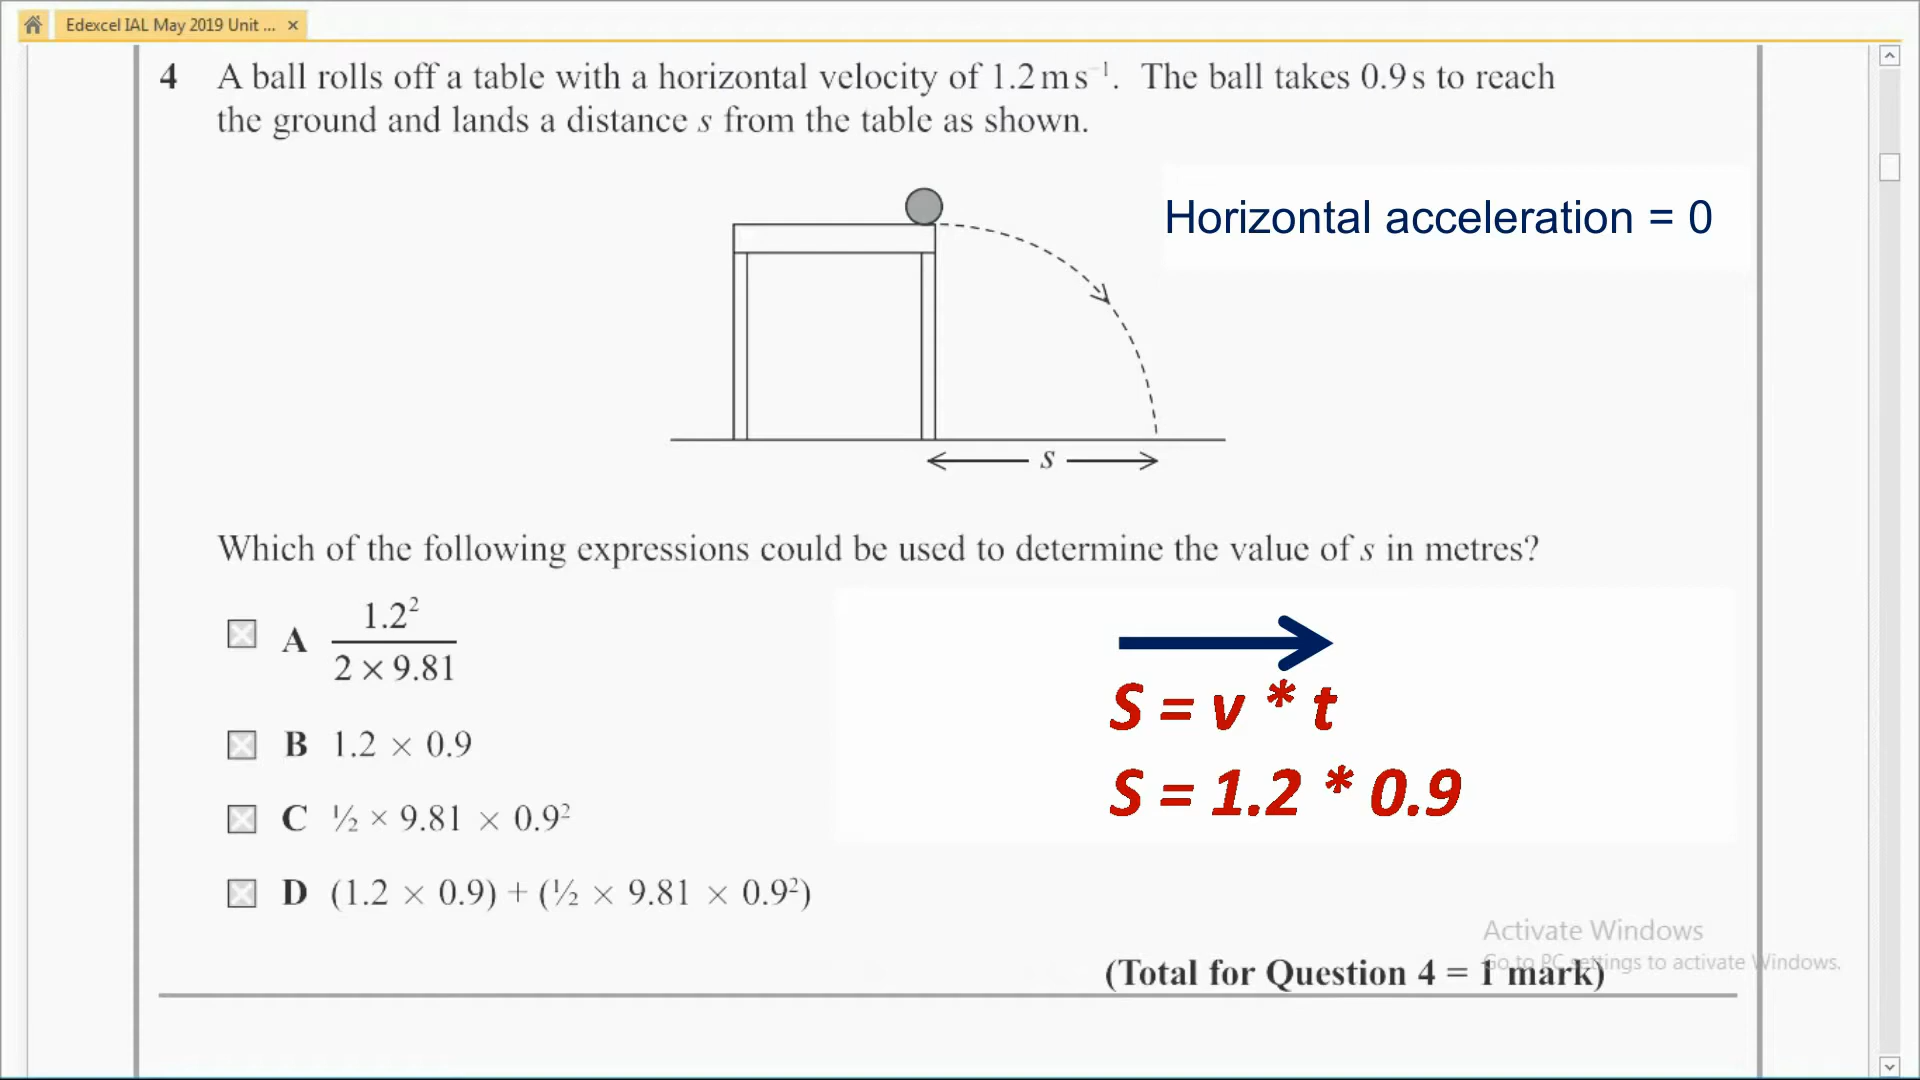 Edexcel IAL May 2019 Unit ... ×
4 A ball rolls off a table with a horizontal velocity of 1.2 m s⁻¹. The ball takes 0.9 s to reach
the ground and lands a distance s from the table as shown.
Horizontal acceleration = 0
s
Which of the following expressions could be used to determine the value of s in metres?
A 1.2² / 2 × 9.81
S = v * t
B 1.2 × 0.9
S = 1.2 * 0.9
C ½ × 9.81 × 0.9²
D (1.2 × 0.9) + (½ × 9.81 × 0.9²)
Activate Windows
Go to PC settings to activate Windows.
(Total for Question 4 = 1 mark)